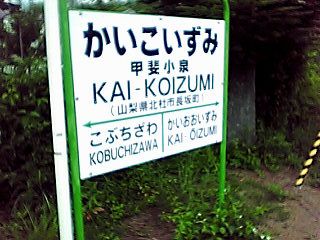 かいこいずみ
甲斐小泉
KAI-KOIZUMI
(山梨県北杜市長坂町)
こぶちざわ
KOBUCHIZAWA
かいおおいずみ
KAI-ŌIZUMI